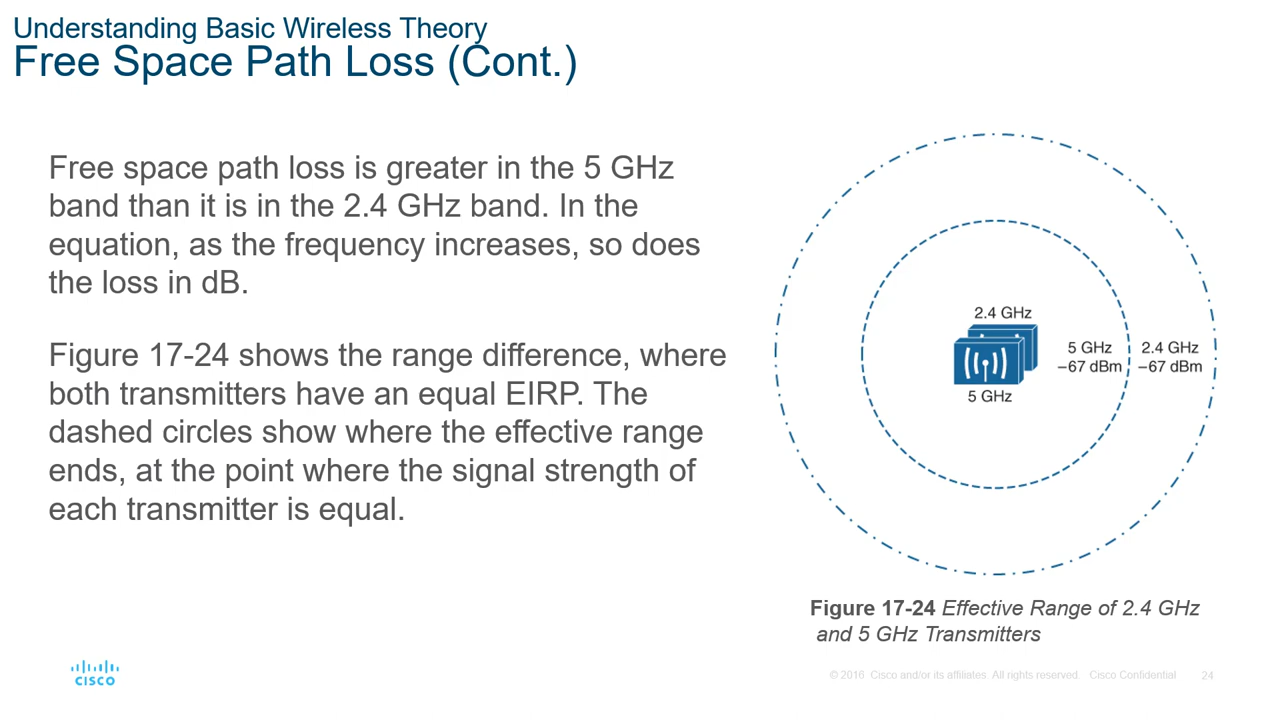 Understanding Basic Wireless Theory
Free Space Path Loss (Cont.)
Free space path loss is greater in the 5 GHz
band than it is in the 2.4 GHz band. In the
equation, as the frequency increases, so does
the loss in dB.
Figure 17-24 shows the range difference, where
both transmitters have an equal EIRP. The
dashed circles show where the effective range
ends, at the point where the signal strength of
each transmitter is equal.
2.4 GHz
5 GHz
5 GHz
–67 dBm
2.4 GHz
–67 dBm
Figure 17-24 Effective Range of 2.4 GHz
and 5 GHz Transmitters
CISCO
© 2016 Cisco and/or its affiliates. All rights reserved. Cisco Confidential
24